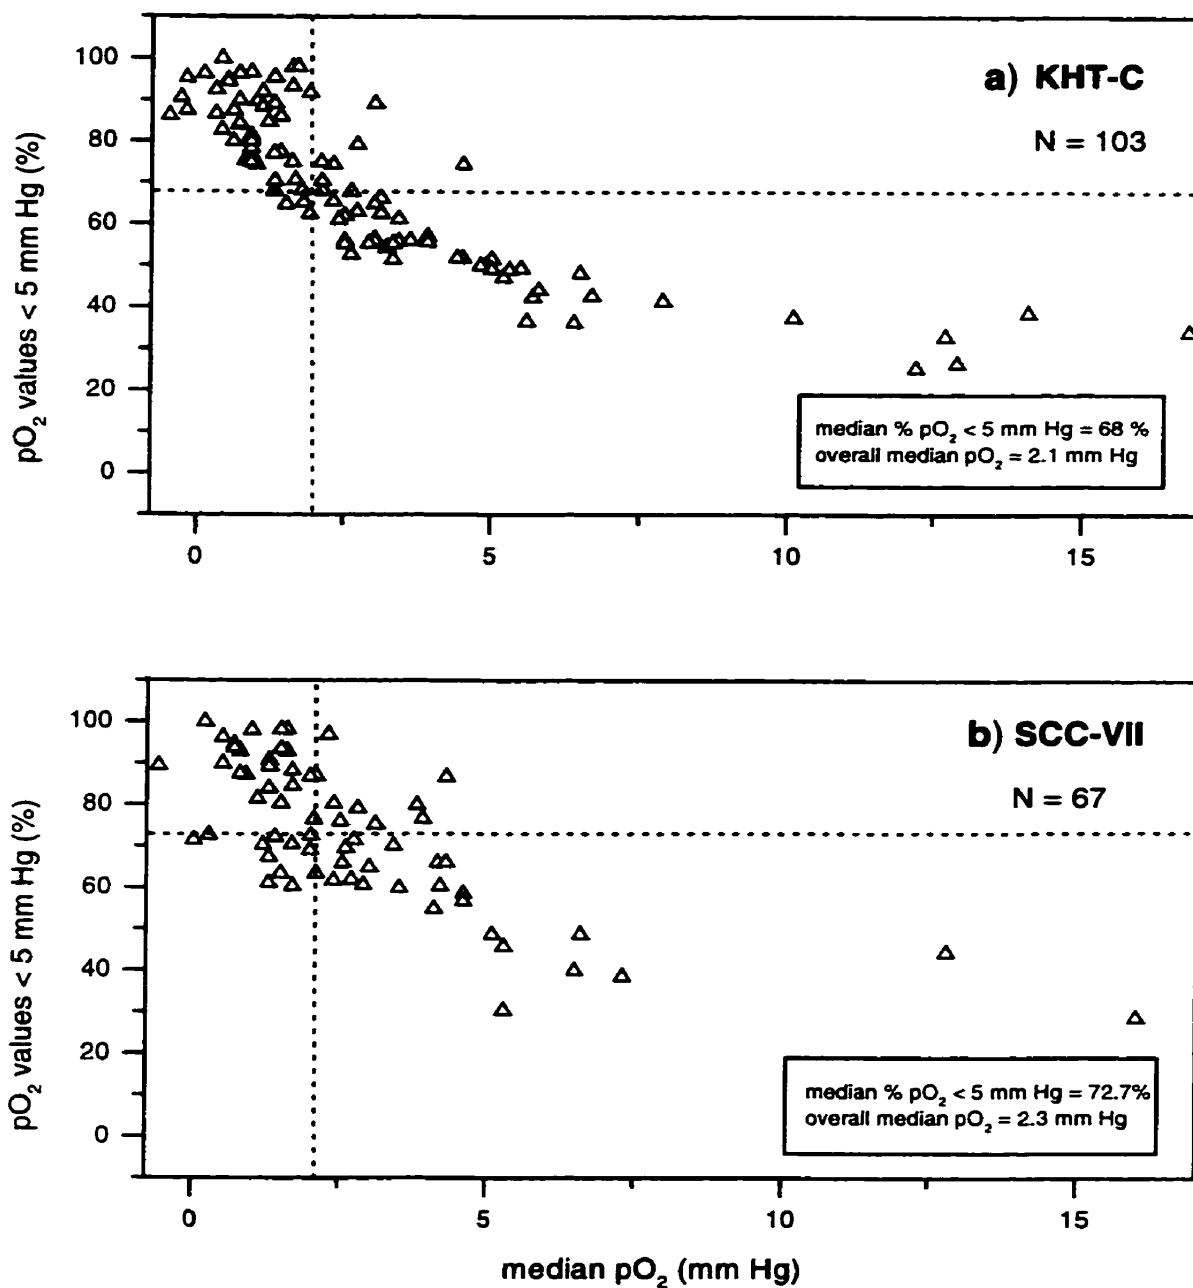 a) KHT-C
N = 103
pO₂ values < 5 mm Hg (%)
100
80
60
40
20
0
median % pO₂ < 5 mm Hg = 68 %
overall median pO₂ = 2.1 mm Hg
0 5 10 15
b) SCC-VII
N = 67
pO₂ values < 5 mm Hg (%)
100
80
60
40
20
0
median % pO₂ < 5 mm Hg = 72.7%
overall median pO₂ = 2.3 mm Hg
0 5 10 15
median pO₂ (mm Hg)